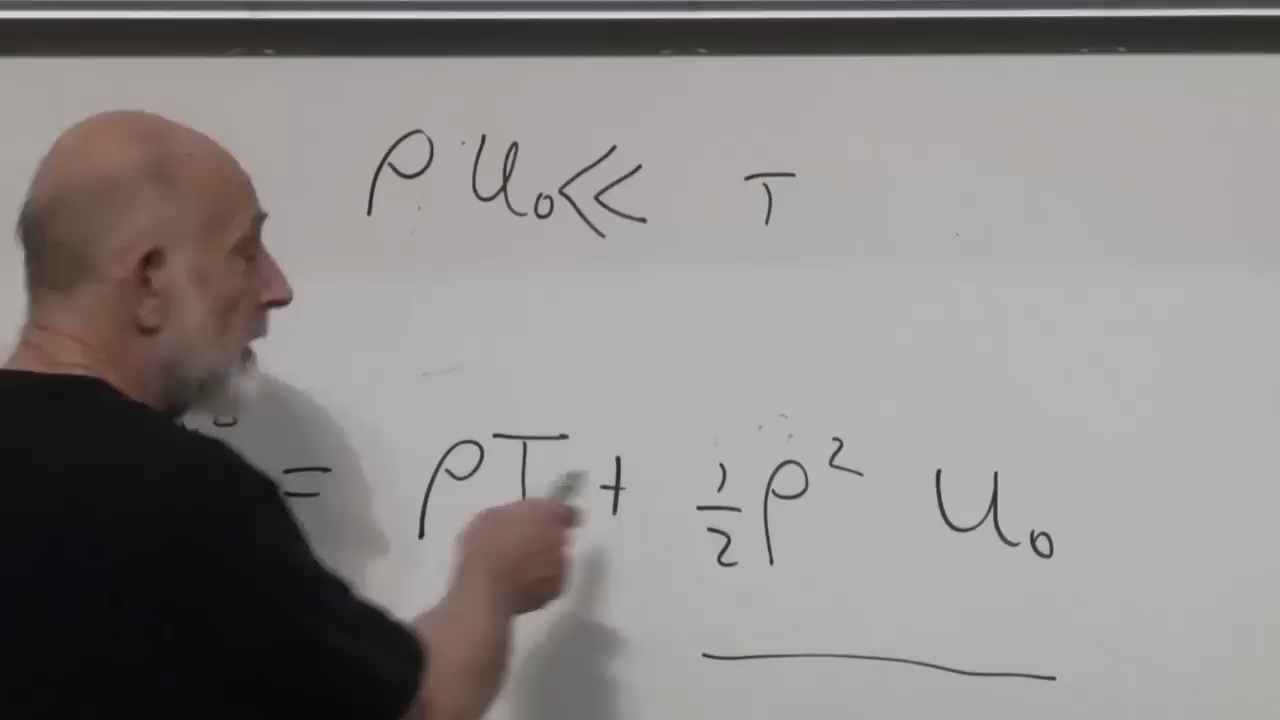 ρ U₀ << T
= ρT + ½ρ² U₀